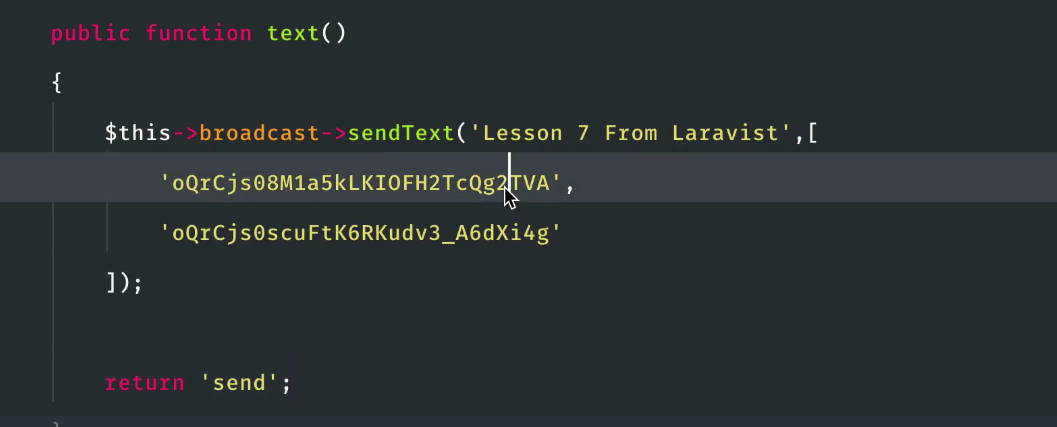 public function text()
{
$this->broadcast->sendText('Lesson 7 From Laravist',[
'oQrCjs08M1a5kLKIOFH2TcQg2TVA',
'oQrCjs0scuFtK6RKudv3_A6dXi4g'
]);
return 'send';